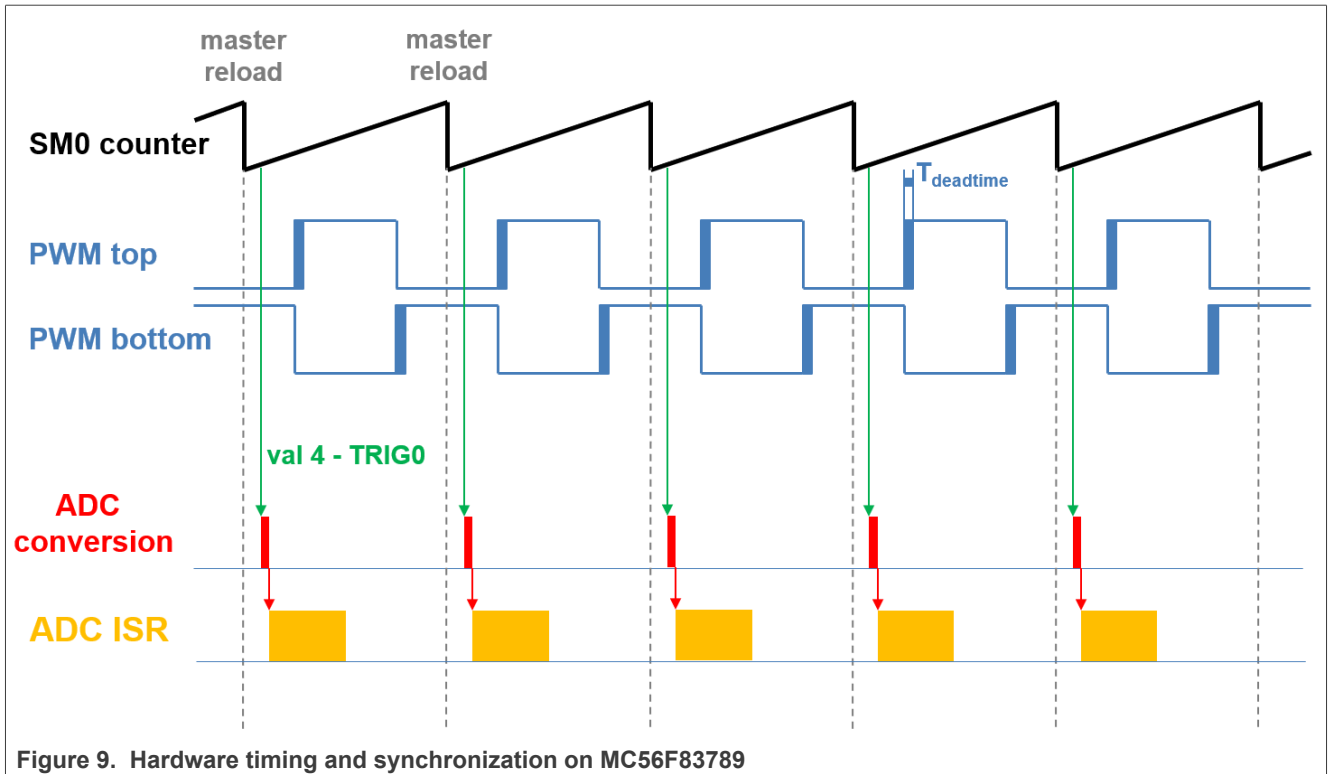 master
reload
master
reload
SM0 counter
Tdeadtime
PWM top
PWM bottom
val 4 - TRIG0
ADC
conversion
ADC ISR
Figure 9. Hardware timing and synchronization on MC56F83789